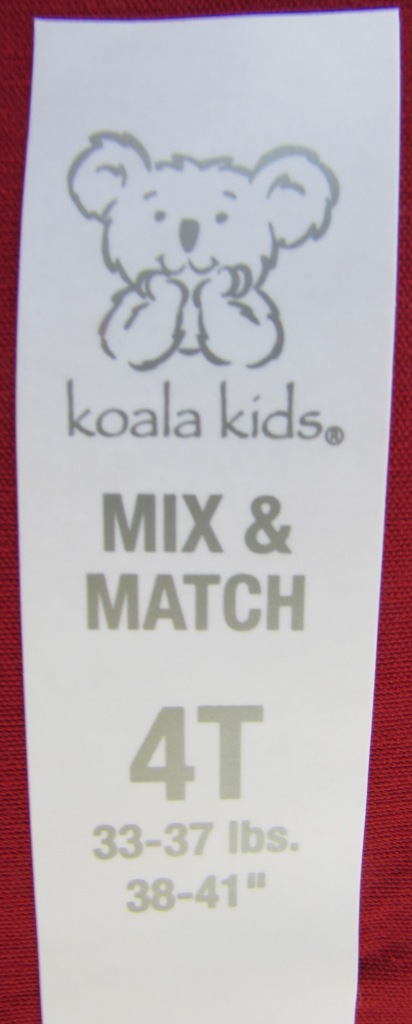 koala kids®
MIX &
MATCH
4T
33-37 lbs.
38-41"